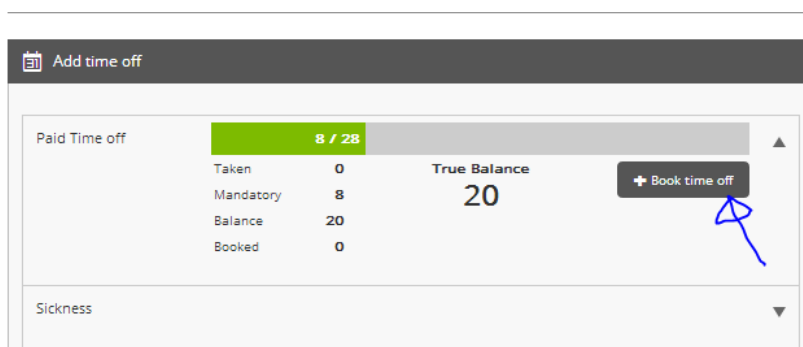 31 Add time off
Paid Time off
8 / 28
Taken 0
Mandatory 8
Balance 20
Booked 0
True Balance
20
+ Book time off
Sickness